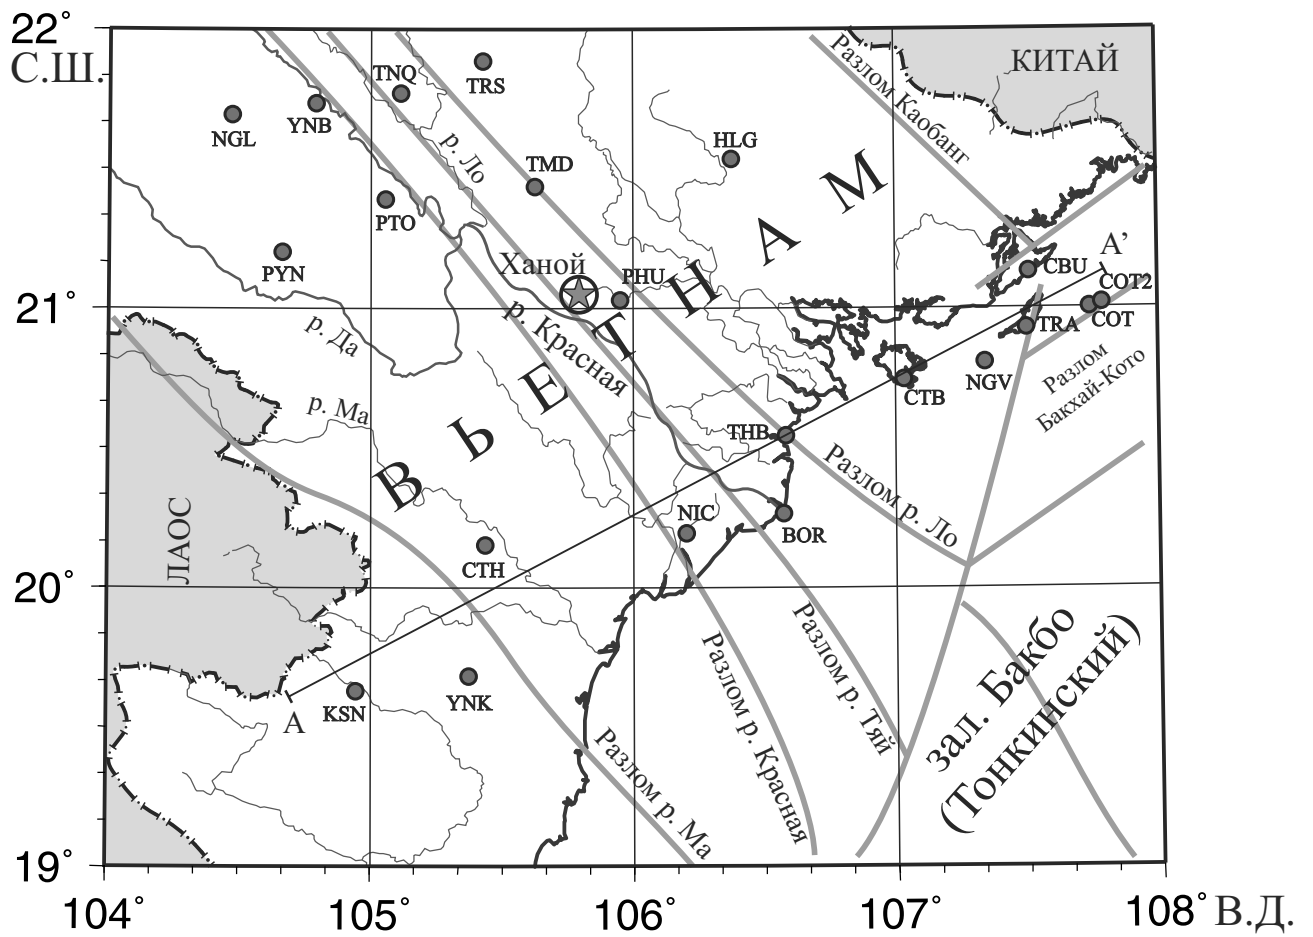 22°
С.Ш.
КИТАЙ
Разлом Каобанг
TNQ
TRS
NGL
YNB
р. Ло
TMD
HLG
PTO
PYN
Ханой
PHU
А’
CBU
COT2
COT
TRA
21°
р. Да
р. Красная
ВЬЕТНАМ
NGV
CTB
Разлом
Бакхай-Кото
р. Ма
THB
Разлом р. Ло
NIC
BOR
ЛАОС
CTH
20°
KSN
YNK
А
Разлом р. Ма
Разлом р. Красная
Разлом р. Тяй
зал. Бакбо
(Тонкинский)
19°
104°
105°
106°
107°
108°
В.Д.